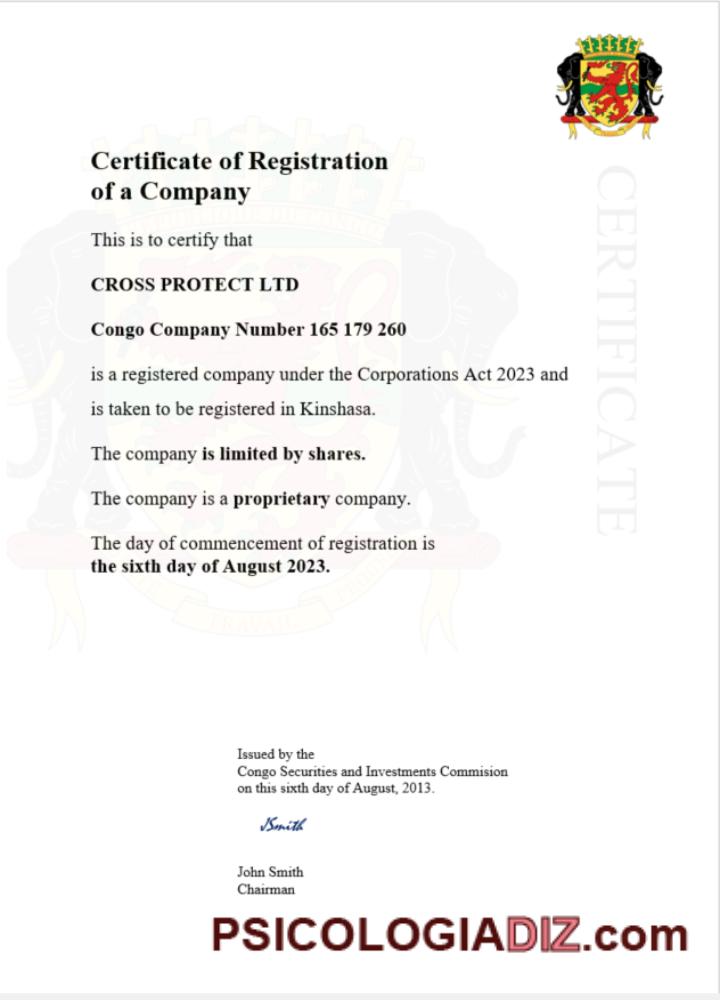 Certificate of Registration
of a Company
This is to certify that
CROSS PROTECT LTD
Congo Company Number 165 179 260
is a registered company under the Corporations Act 2023 and
is taken to be registered in Kinshasa.
The company is limited by shares.
The company is a proprietary company.
The day of commencement of registration is
the sixth day of August 2023.
CERTIFICATE
TRAVAIL
Issued by the
Congo Securities and Investments Commision
on this sixth day of August, 2013.
JSmith
John Smith
Chairman
PSICOLOGIADIZ.com